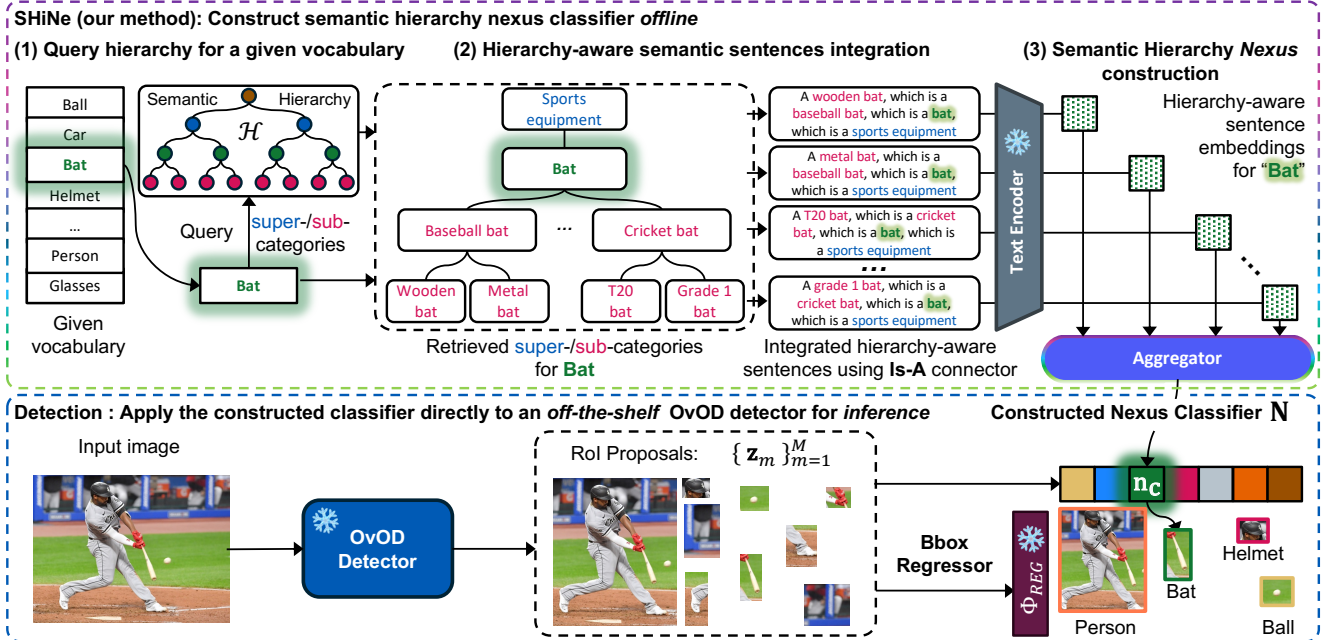 SHiNe (our method): Construct semantic hierarchy nexus classifier offline
(1) Query hierarchy for a given vocabulary
(2) Hierarchy-aware semantic sentences integration
(3) Semantic Hierarchy Nexus
construction
Ball
Car
Bat
Helmet
...
Person
Glasses
Given
vocabulary
Semantic
Hierarchy
ℋ
Query
super-/sub-
categories
Bat
Sports
equipment
Bat
Baseball bat
...
Cricket bat
Wooden
bat
Metal
bat
T20
bat
Grade 1
bat
Retrieved super-/sub-categories
for Bat
A wooden bat, which is a
baseball bat, which is a bat,
which is a sports equipment
A metal bat, which is a
baseball bat, which is a bat,
which is a sports equipment
A T20 bat, which is a cricket
bat, which is a bat, which is
a sports equipment
...
A grade 1 bat, which is a
cricket bat, which is a bat,
which is a sports equipment
Integrated hierarchy-aware
sentences using Is-A connector
Text Encoder
Hierarchy-aware
sentence
embeddings
for "Bat"
Aggregator
Detection : Apply the constructed classifier directly to an off-the-shelf OvOD detector for inference
Constructed Nexus Classifier N
Input image
OvOD
Detector
RoI Proposals: { z_m }_{m=1}^{M}
n_c
Bbox
Regressor
Φ_REG
Person
Bat
Helmet
Ball